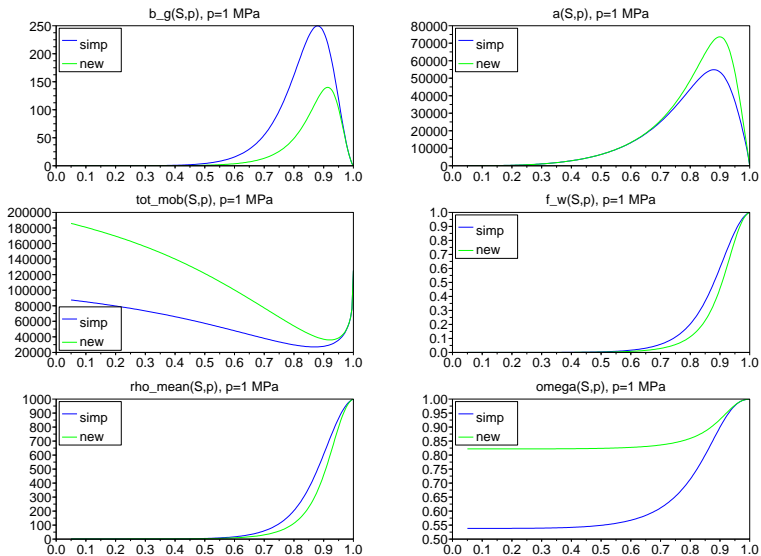 b_g(S,p), p=1 MPa
250
200
150
100
50
0
simp
new
0.0 0.1 0.2 0.3 0.4 0.5 0.6 0.7 0.8 0.9 1.0
a(S,p), p=1 MPa
80000
70000
60000
50000
40000
30000
20000
10000
0
simp
new
0.0 0.1 0.2 0.3 0.4 0.5 0.6 0.7 0.8 0.9 1.0
tot_mob(S,p), p=1 MPa
200000
180000
160000
140000
120000
100000
80000
60000
40000
20000
simp
new
0.0 0.1 0.2 0.3 0.4 0.5 0.6 0.7 0.8 0.9 1.0
f_w(S,p), p=1 MPa
1.0
0.9
0.8
0.7
0.6
0.5
0.4
0.3
0.2
0.1
0.0
simp
new
0.0 0.1 0.2 0.3 0.4 0.5 0.6 0.7 0.8 0.9 1.0
rho_mean(S,p), p=1 MPa
1000
900
800
700
600
500
400
300
200
100
0
simp
new
0.0 0.1 0.2 0.3 0.4 0.5 0.6 0.7 0.8 0.9 1.0
omega(S,p), p=1 MPa
1.00
0.95
0.90
0.85
0.80
0.75
0.70
0.65
0.60
0.55
0.50
simp
new
0.0 0.1 0.2 0.3 0.4 0.5 0.6 0.7 0.8 0.9 1.0